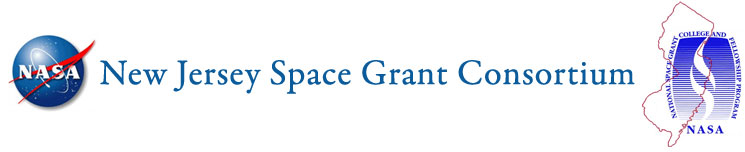 NASA
New Jersey Space Grant Consortium
NATIONAL SPACE GRANT COLLEGE AND FELLOWSHIP PROGRAM
NASA